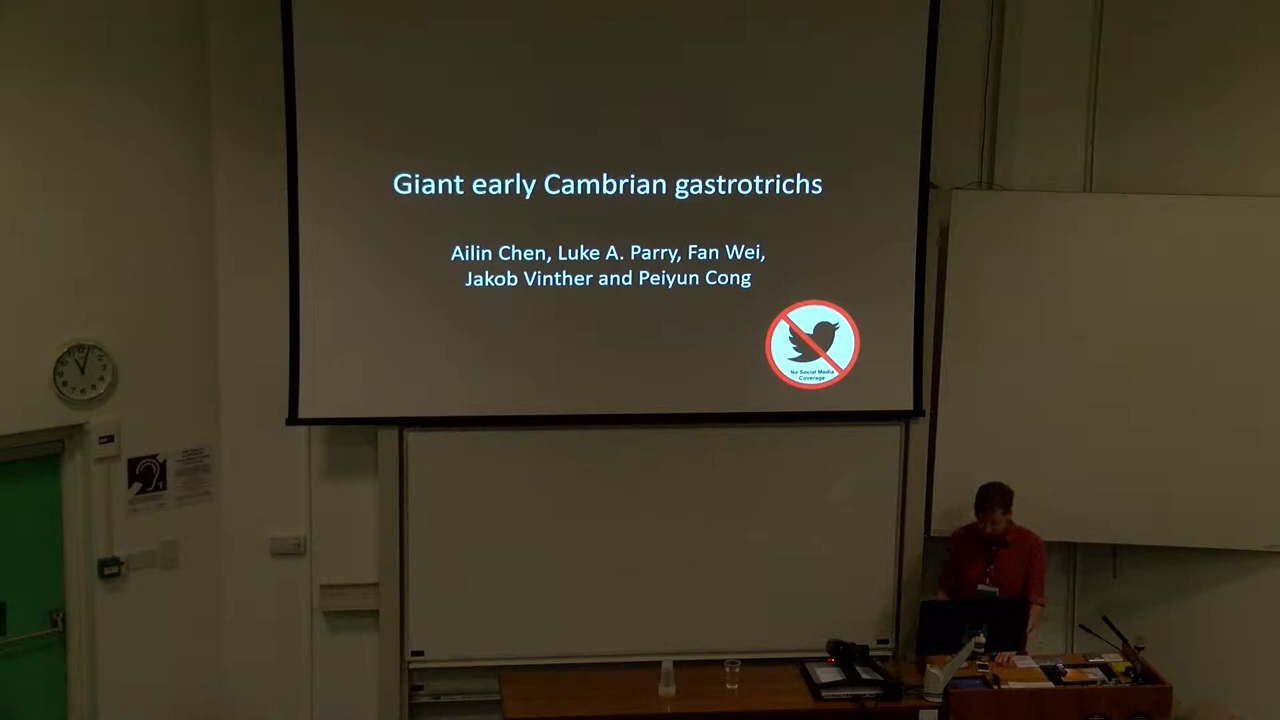 Giant early Cambrian gastrotrichs
Ailin Chen, Luke A. Parry, Fan Wei,
Jakob Vinther and Peiyun Cong
No Social Media
Coverage